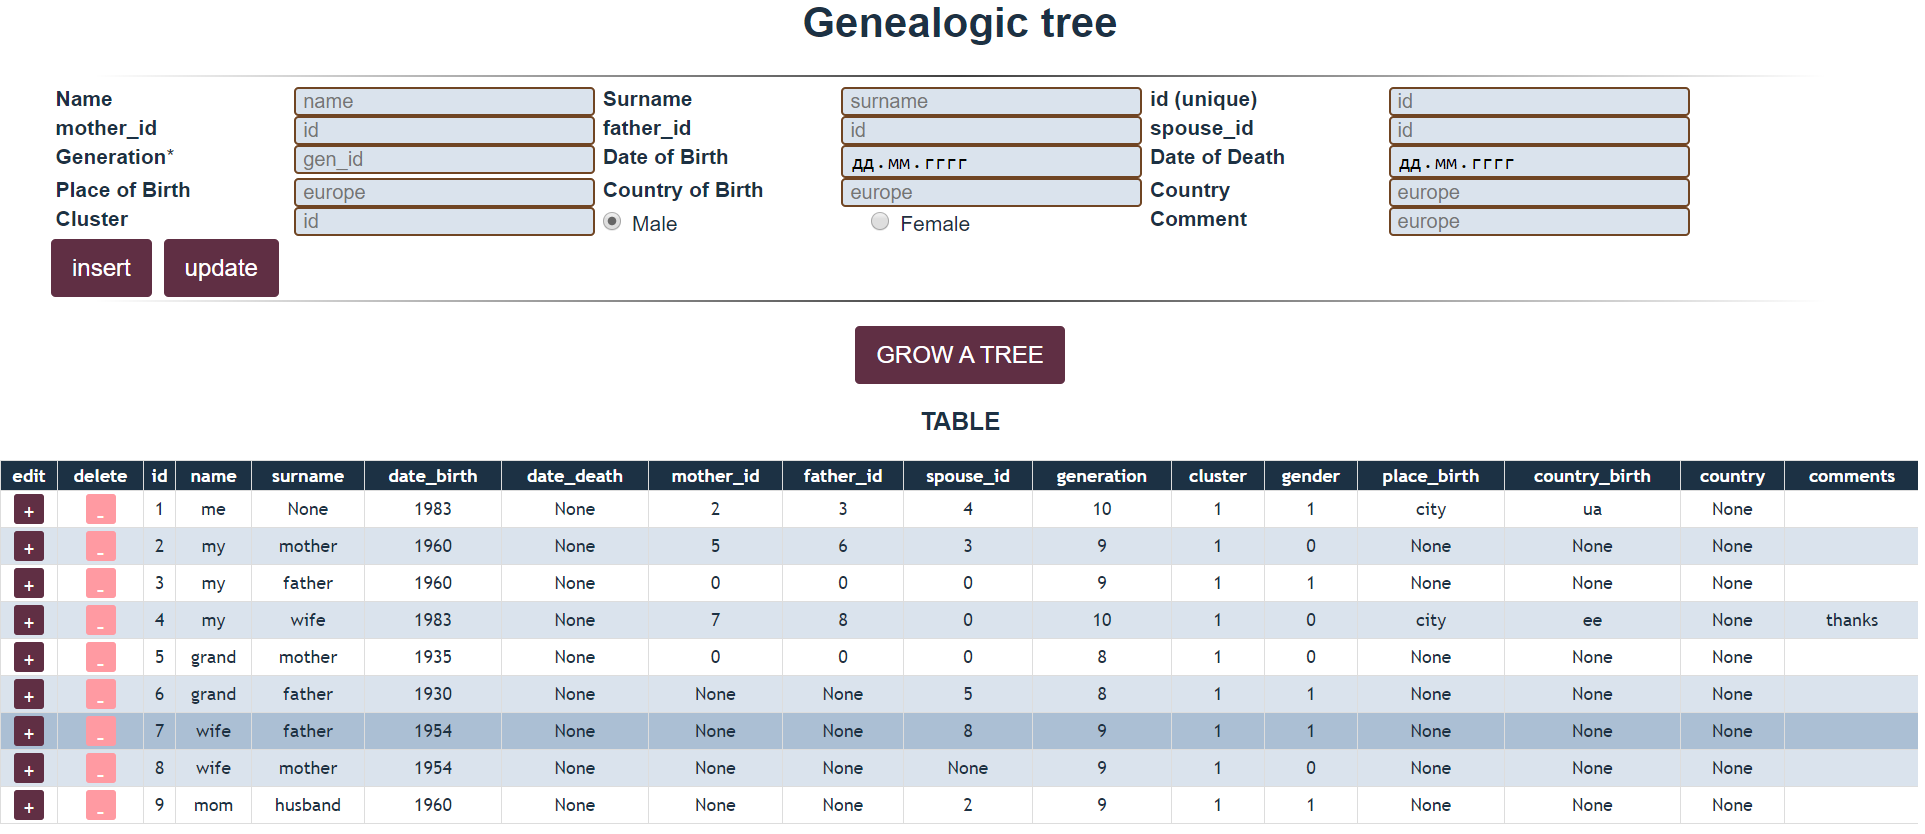 Genealogic tree
Name name Surname surname id (unique) id
mother_id id father_id id spouse_id id
Generation* gen_id Date of Birth дд.мм.гггг Date of Death дд.мм.гггг
Place of Birth europe Country of Birth europe Country europe
Cluster id Male Female Comment europe
insert update
GROW A TREE
TABLE
edit delete id name surname date_birth date_death mother_id father_id spouse_id generation cluster gender place_birth country_birth country comments
+ - 1 me None 1983 None 2 3 4 10 1 1 city ua None
+ - 2 my mother 1960 None 5 6 3 9 1 0 None None None
+ - 3 my father 1960 None 0 0 0 9 1 1 None None None
+ - 4 my wife 1983 None 7 8 0 10 1 0 city ee None thanks
+ - 5 grand mother 1935 None 0 0 0 8 1 0 None None None
+ - 6 grand father 1930 None None None 5 8 1 1 None None None
+ - 7 wife father 1954 None None None 8 9 1 1 None None None
+ - 8 wife mother 1954 None None None None 9 1 0 None None None
+ - 9 mom husband 1960 None None None 2 9 1 1 None None None